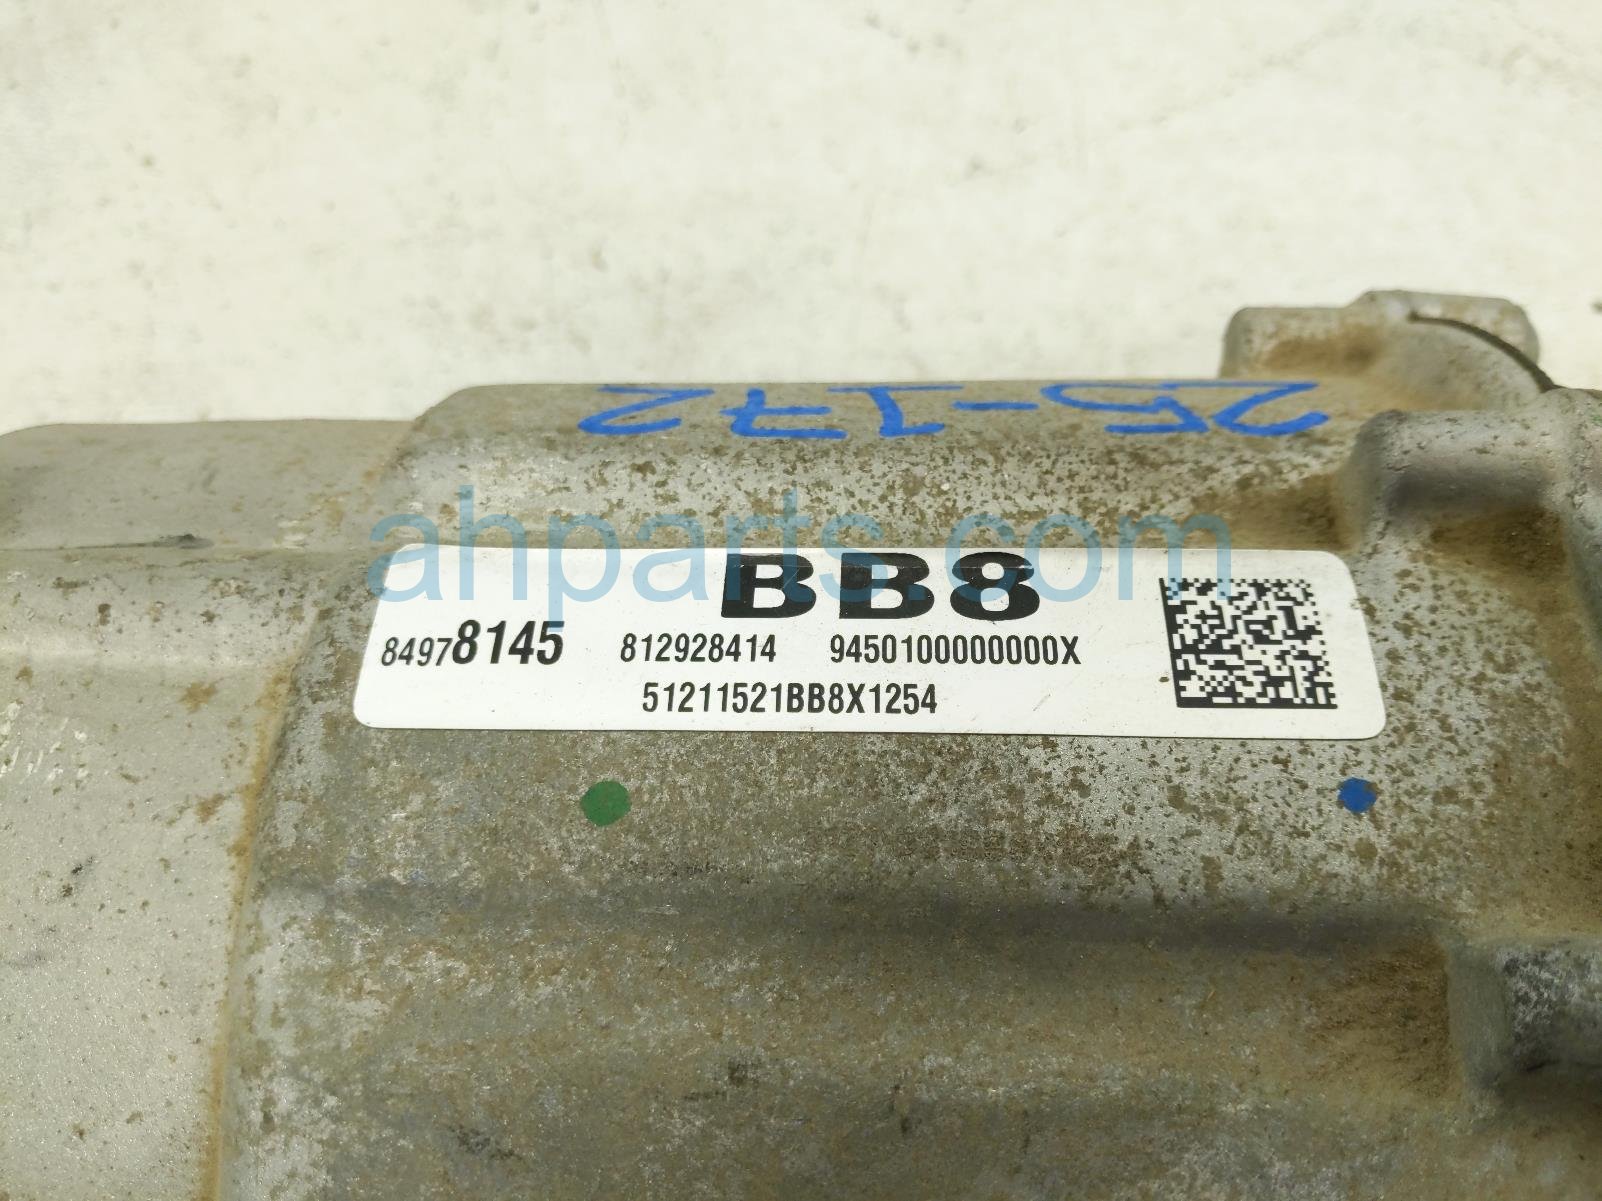 25-172
ahparts.com
BB8
84978145 812928414 9450100000000X
51211521BB8X1254